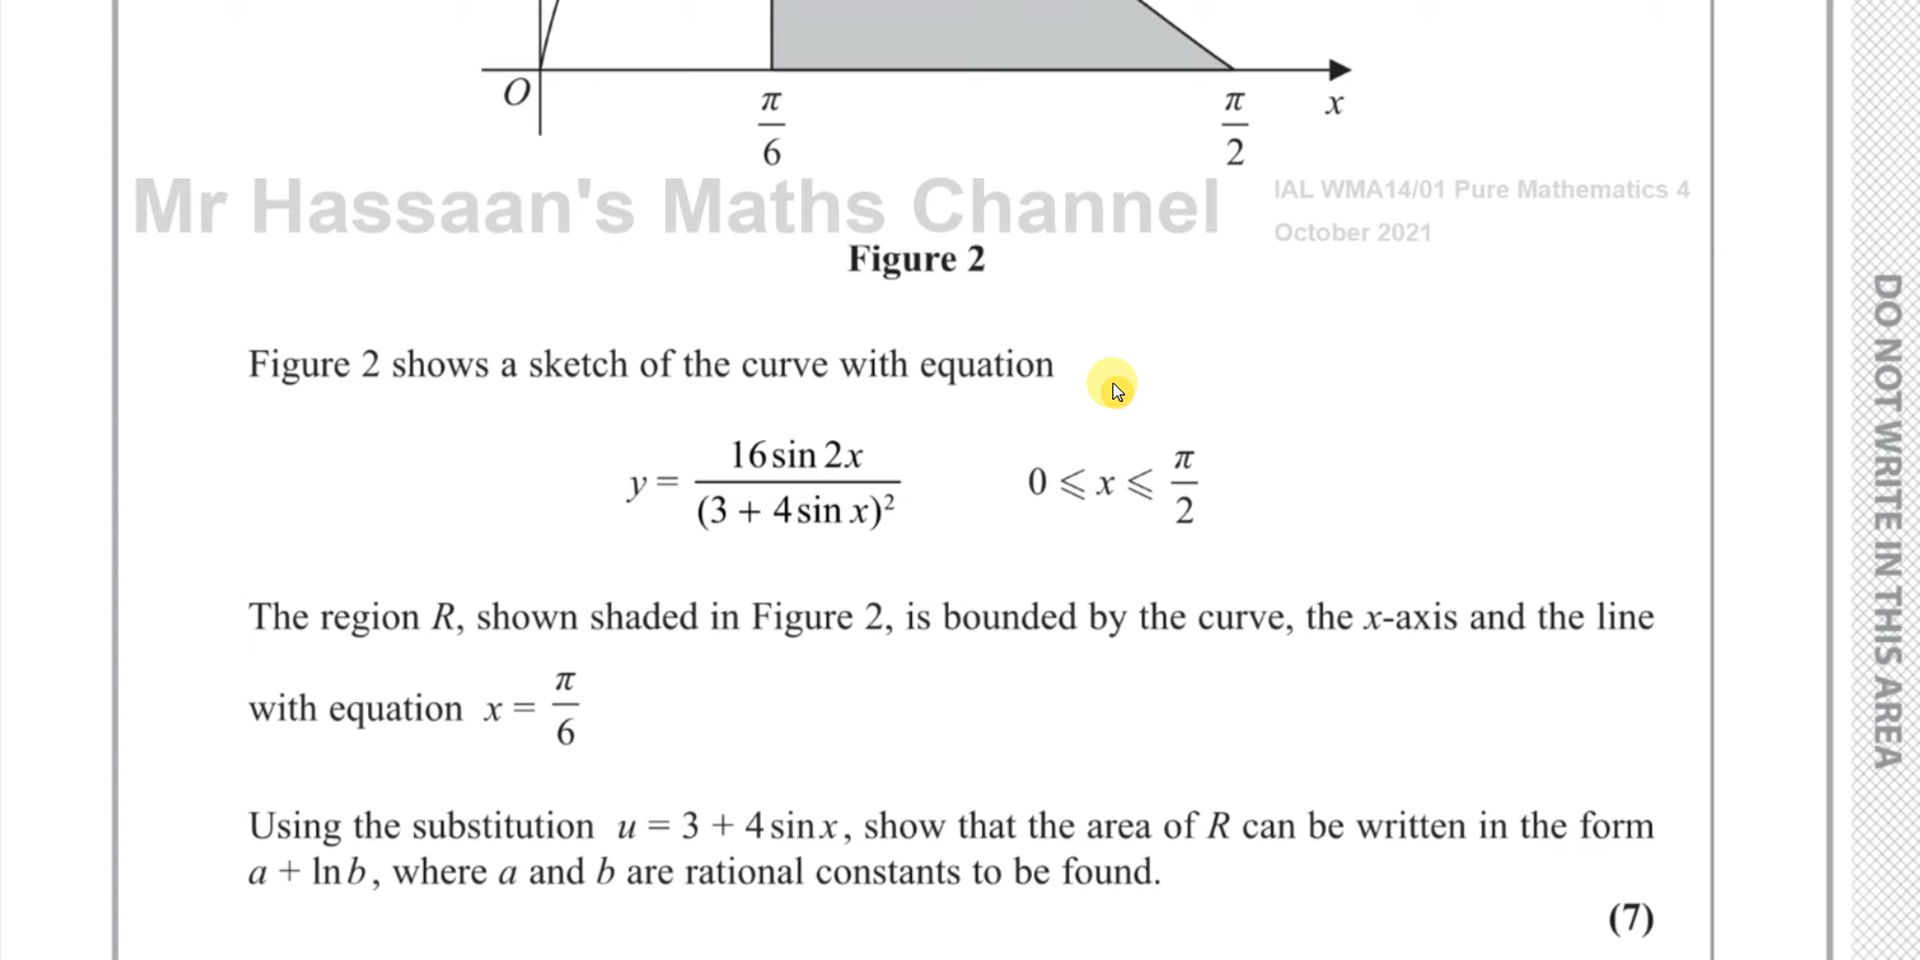 O
π/6
π/2
x
Mr Hassaan's Maths Channel
IAL WMA14/01 Pure Mathematics 4
October 2021
Figure 2
Figure 2 shows a sketch of the curve with equation
y = 16 sin 2x / (3 + 4 sin x)² 0 ⩽ x ⩽ π/2
The region R, shown shaded in Figure 2, is bounded by the curve, the x-axis and the line
with equation x = π/6
Using the substitution u = 3 + 4 sin x, show that the area of R can be written in the form
a + ln b, where a and b are rational constants to be found.
(7)
DO NOT WRITE IN THIS AREA